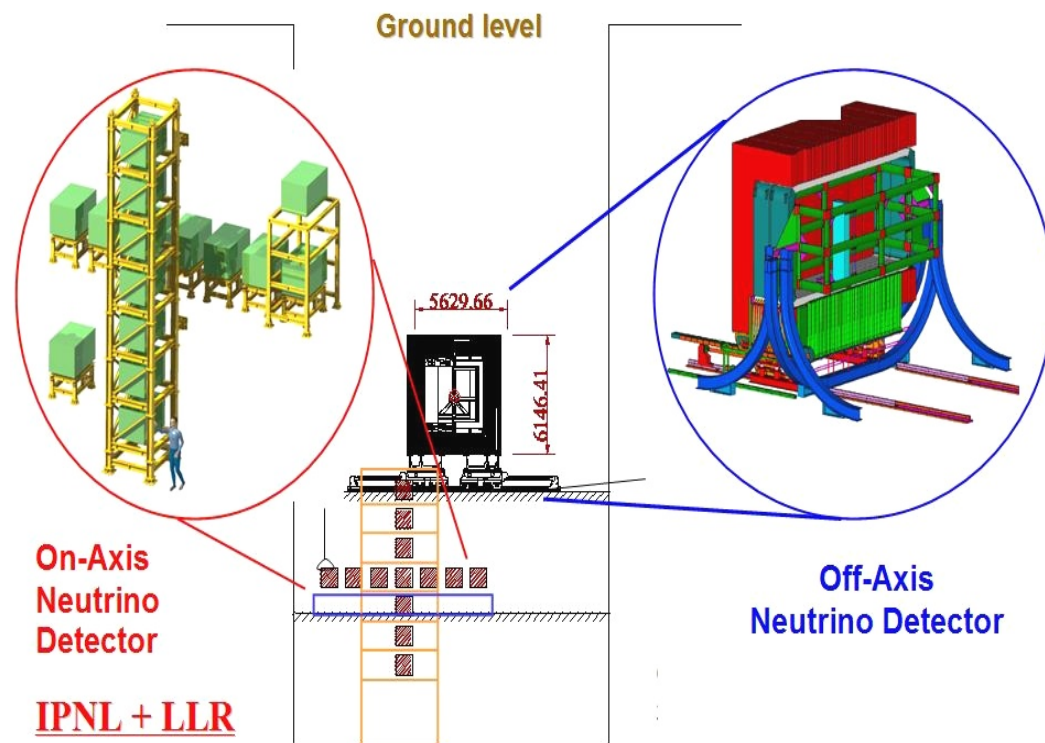 Ground level
5629.66
6146.41
On-Axis
Neutrino
Detector
Off-Axis
Neutrino Detector
IPNL + LLR